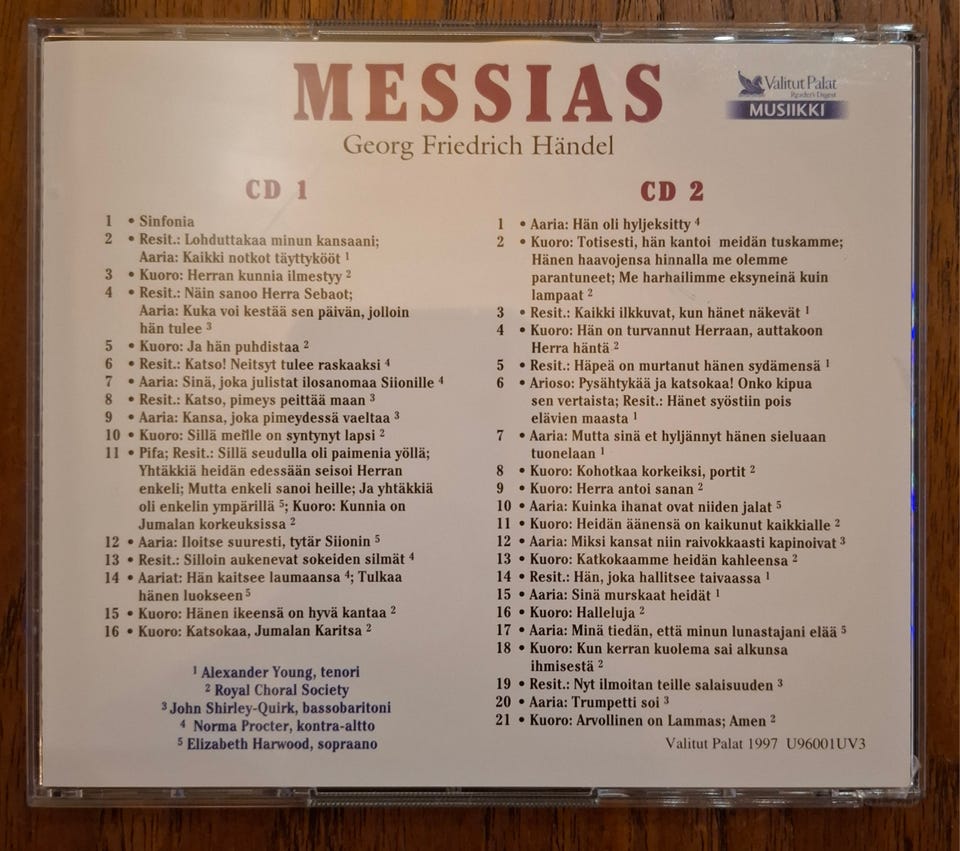 MESSIAS
Georg Friedrich Händel
Valitut Palat
Reader's Digest
MUSIIKKI
CD 1
1 • Sinfonia
2 • Resit.: Lohduttakaa minun kansaani;
Aaria: Kaikki notkot täyttykööt ¹
3 • Kuoro: Herran kunnia ilmestyy ²
4 • Resit.: Näin sanoo Herra Sebaot;
Aaria: Kuka voi kestää sen päivän, jolloin
hän tulee ³
5 • Kuoro: Ja hän puhdistaa ²
6 • Resit.: Katso! Neitsyt tulee raskaaksi ⁴
7 • Aaria: Sinä, joka julistat ilosanomaa Siionille ⁴
8 • Resit.: Katso, pimeys peittää maan ³
9 • Aaria: Kansa, joka pimeydessä vaeltaa ³
10 • Kuoro: Sillä meille on syntynyt lapsi ²
11 • Pifa; Resit.: Sillä seudulla oli paimenia yöllä;
Yhtäkkiä heidän edessään seisoi Herran
enkeli; Mutta enkeli sanoi heille; Ja yhtäkkiä
oli enkelin ympärillä ⁵; Kuoro: Kunnia on
Jumalan korkeuksissa ²
12 • Aaria: Iloitse suuresti, tytär Siionin ⁵
13 • Resit.: Silloin aukenevat sokeiden silmät ⁴
14 • Aariat: Hän kaitsee laumaansa ⁴; Tulkaa
hänen luokseen ⁵
15 • Kuoro: Hänen ikeensä on hyvä kantaa ²
16 • Kuoro: Katsokaa, Jumalan Karitsa ²
¹ Alexander Young, tenori
² Royal Choral Society
³ John Shirley-Quirk, bassobaritoni
⁴ Norma Procter, kontra-altto
⁵ Elizabeth Harwood, sopraano
CD 2
1 • Aaria: Hän oli hyljeksitty ⁴
2 • Kuoro: Totisesti, hän kantoi meidän tuskamme;
Hänen haavojensa hinnalla me olemme
parantuneet; Me harhailimme eksyneinä kuin
lampaat ²
3 • Resit.: Kaikki ilkkuvat, kun hänet näkevät ¹
4 • Kuoro: Hän on turvannut Herraan, auttakoon
Herra häntä ²
5 • Resit.: Häpeä on murtanut hänen sydämensä ¹
6 • Arioso: Pysähtykää ja katsokaa! Onko kipua
sen vertaista; Resit.: Hänet syöstiin pois
elävien maasta ¹
7 • Aaria: Mutta sinä et hyljännyt hänen sieluaan
tuonelaan ¹
8 • Kuoro: Kohotkaa korkeiksi, portit ²
9 • Kuoro: Herra antoi sanan ²
10 • Aaria: Kuinka ihanat ovat niiden jalat ⁵
11 • Kuoro: Heidän äänensä on kaikunut kaikkialle ²
12 • Aaria: Miksi kansat niin raivokkaasti kapinoivat ³
13 • Kuoro: Katkokaamme heidän kahleensa ²
14 • Resit.: Hän, joka hallitsee taivaassa ¹
15 • Aaria: Sinä murskaat heidät ¹
16 • Kuoro: Halleluja ²
17 • Aaria: Minä tiedän, että minun lunastajani elää ⁵
18 • Kuoro: Kun kerran kuolema sai alkunsa
ihmisestä ²
19 • Resit.: Nyt ilmoitan teille salaisuuden ³
20 • Aaria: Trumpetti soi ³
21 • Kuoro: Arvollinen on Lammas; Amen ²
Valitut Palat 1997 U96001UV3